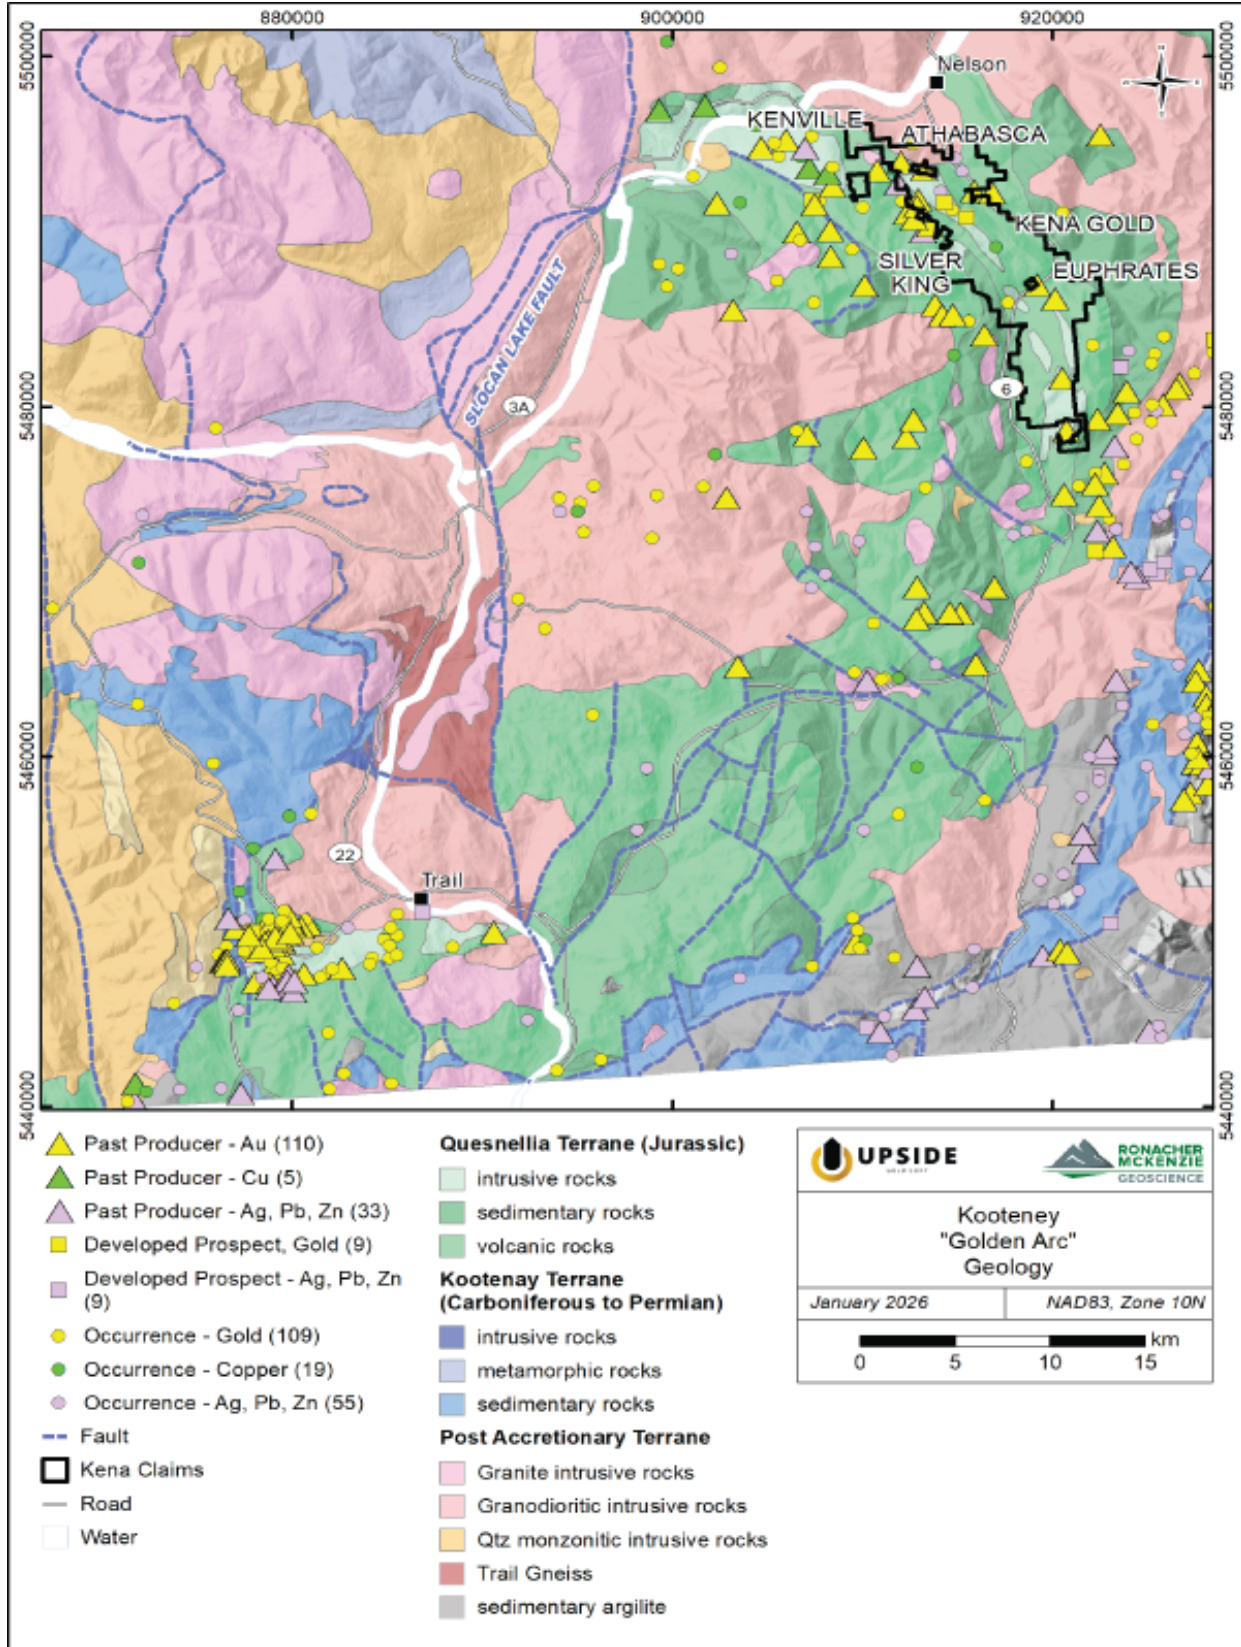 880000
900000
920000
5500000
5500000
Nelson
KENVILLE
ATHABASCA
KENA GOLD
SILVER
KING
EUPHRATES
SLOCAN LAKE FAULT
3A
6
5480000
5480000
5460000
5460000
22
Trail
5440000
5440000
880000
900000
920000
Past Producer - Au (110)
Past Producer - Cu (5)
Past Producer - Ag, Pb, Zn (33)
Developed Prospect, Gold (9)
Developed Prospect - Ag, Pb, Zn
(9)
Occurrence - Gold (109)
Occurrence - Copper (19)
Occurrence - Ag, Pb, Zn (55)
Fault
Kena Claims
Road
Water
Quesnellia Terrane (Jurassic)
intrusive rocks
sedimentary rocks
volcanic rocks
Kootenay Terrane
(Carboniferous to Permian)
intrusive rocks
metamorphic rocks
sedimentary rocks
Post Accretionary Terrane
Granite intrusive rocks
Granodioritic intrusive rocks
Qtz monzonitic intrusive rocks
Trail Gneiss
sedimentary argilite
UPSIDE
RONACHER
MCKENZIE
GEOSCIENCE
Kooteney
"Golden Arc"
Geology
January 2026
NAD83, Zone 10N
km
0 5 10 15